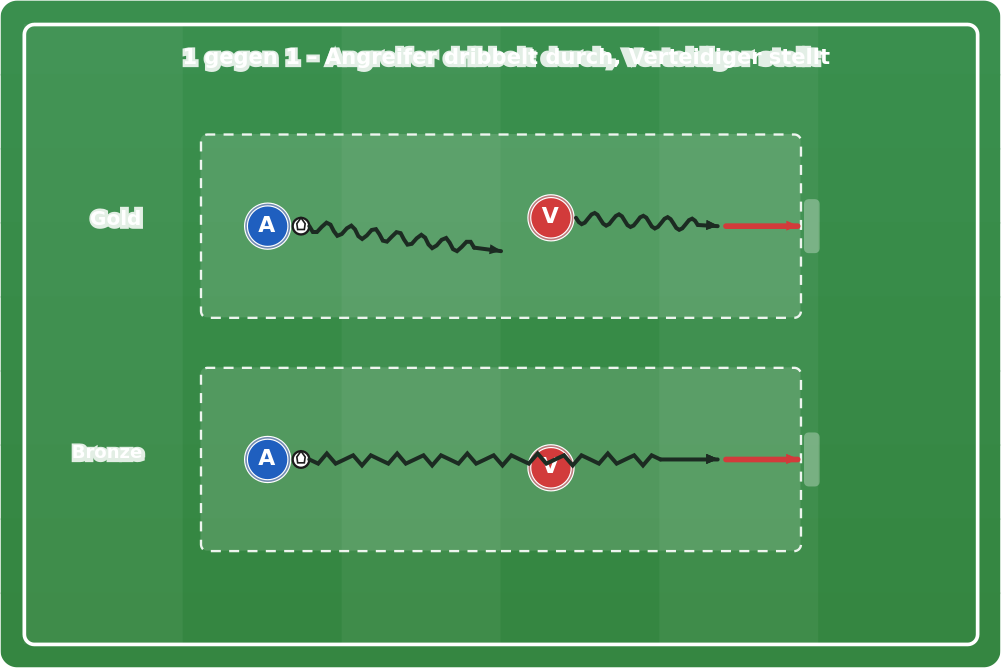 1 gegen 1 – Angreifer dribbelt durch, Verteidiger stellt
Gold
A
V
Bronze
A
V